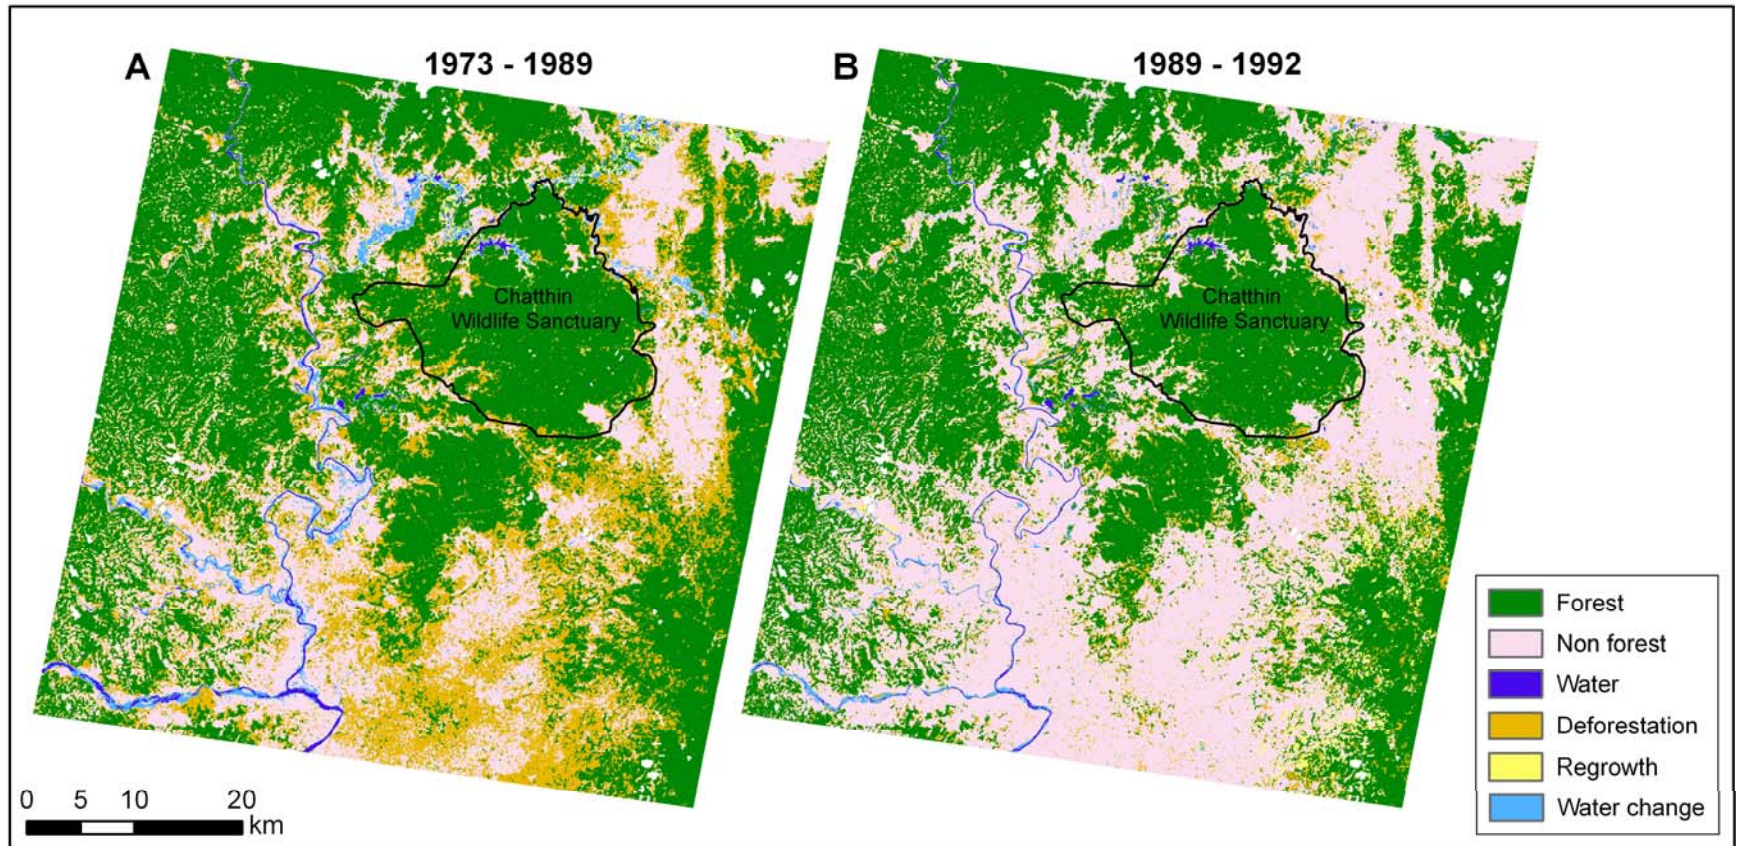 A
1973 - 1989
B
1989 - 1992
Chatthin
Wildlife Sanctuary
Chatthin
Wildlife Sanctuary
Forest
Non forest
Water
Deforestation
Regrowth
Water change
0 5 10 20
km